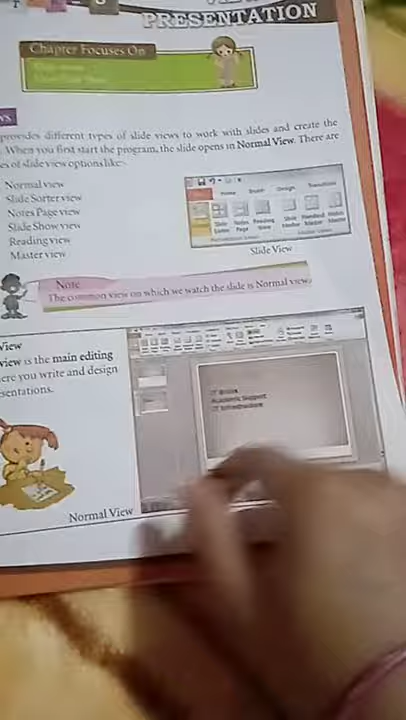 PRESENTATION
Chapter Focuses On
provides different types of slide views to work with slides and create the
. When you first start the program, the slide opens in Normal View. There are
es of slide view options like:-
Normal view
Slide Sorter view
Notes Page view
Slide Show view
Reading view
Master view
Home
Design
Transitions
Slide View
Note
The common view on which we watch the slide is Normal view.
View
view is the main editing
ere you write and design
sentations.
Academic Support
IT Infrastructure
Normal View